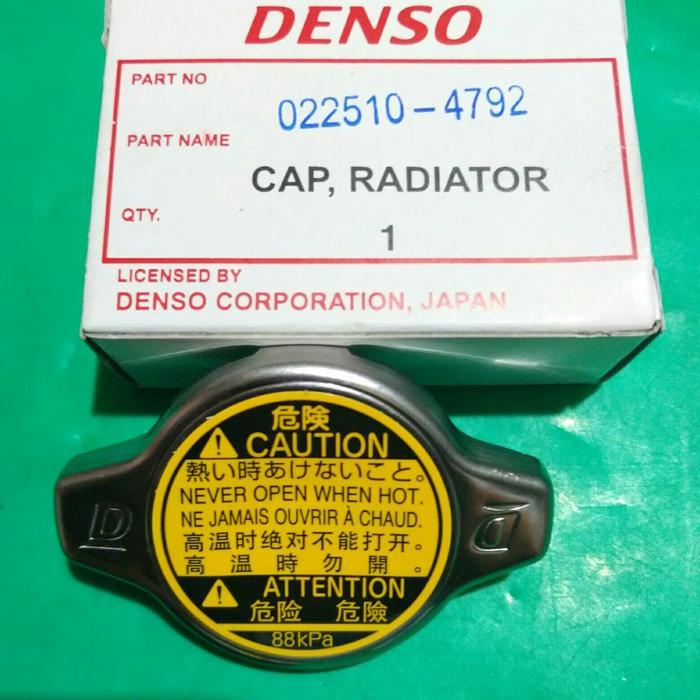 DENSO
PART NO
022510-4792
PART NAME
CAP, RADIATOR
QTY.
1
LICENSED BY
DENSO CORPORATION, JAPAN
危険
CAUTION
熱い時あけないこと。
NEVER OPEN WHEN HOT.
NE JAMAIS OUVRIR À CHAUD.
高温时绝对不能打开。
高温時勿開。
ATTENTION
危险 危險
88kPa
D
D